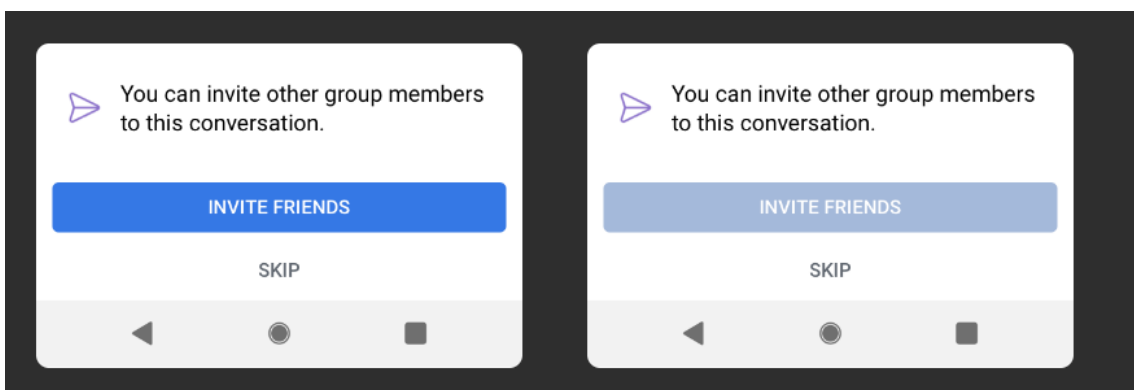 You can invite other group members
to this conversation.
INVITE FRIENDS
SKIP
You can invite other group members
to this conversation.
INVITE FRIENDS
SKIP